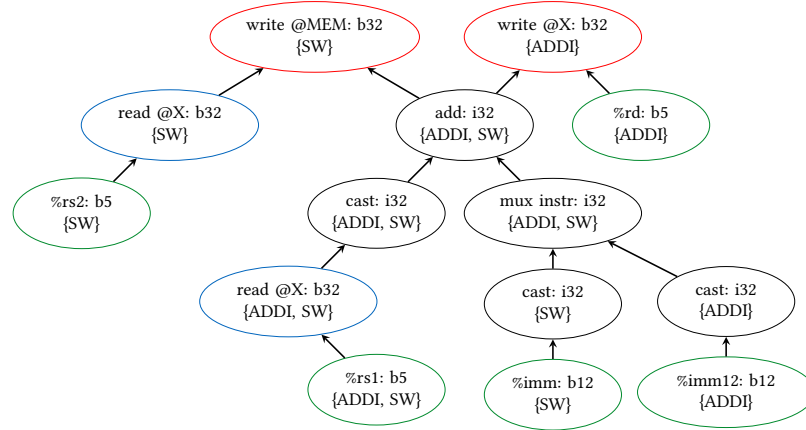 write @MEM: b32
{SW}
write @X: b32
{ADDI}
read @X: b32
{SW}
add: i32
{ADDI, SW}
%rd: b5
{ADDI}
%rs2: b5
{SW}
cast: i32
{ADDI, SW}
mux instr: i32
{ADDI, SW}
read @X: b32
{ADDI, SW}
cast: i32
{SW}
cast: i32
{ADDI}
%rs1: b5
{ADDI, SW}
%imm: b12
{SW}
%imm12: b12
{ADDI}